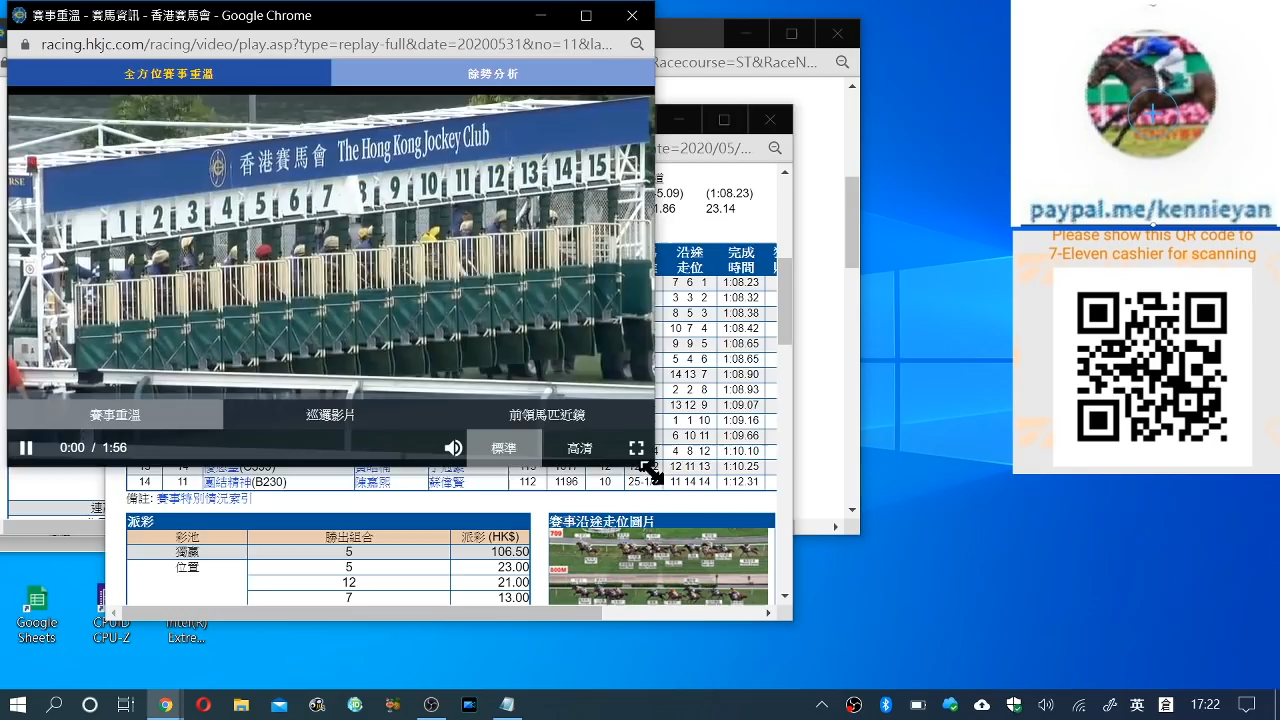 賽事重溫 - 賽馬資訊 - 香港賽馬會 - Google Chrome
racing.hkjc.com/racing/video/play.asp?type=replay-full&date=20200531&no=11&la...
全方位賽事重溫
餘勢分析
香港賽馬會 The Hong Kong Jockey Club
1 2 3 4 5 6 7 8 9 10 11 12 13 14 15
賽事重溫
巡邏影片
前領馬匹近鏡
0:00 / 1:56
標準
高清
Racecourse=ST&RaceN...
ate=2020/05/...
(1:08.23)
23.14
沿途走位
完成時間
7 6 1 1:08.23
3 3 2 1:08.32
8 5 3 1:08.38
10 7 4 1:08.42
9 9 5 1:08.65
5 4 6 1:08.65
14 13 7 1:08.90
2 2 8 1:08.93
13 12 9 1:09.07
1 1 10 1:09.16
6 10 11 1:09.66
4 8 12 1:10.10
12 11 13 1:10.25
14 11 (B230) 蘇偉賢 112 1196 10 11 14 14 1:12.31
備註: 賽事特別情況索引
派彩
彩池 勝出組合 派彩 (HK$)
獨贏 5 106.50
位置 5 23.00
12 21.00
7 13.00
賽事沿途走位圖片
709
800M
paypal.me/kennieyan
Please show this QR code to
7-Eleven cashier for scanning
Google Sheets
CPUID CPU-Z
Intel(R) Extre...
英
17:22